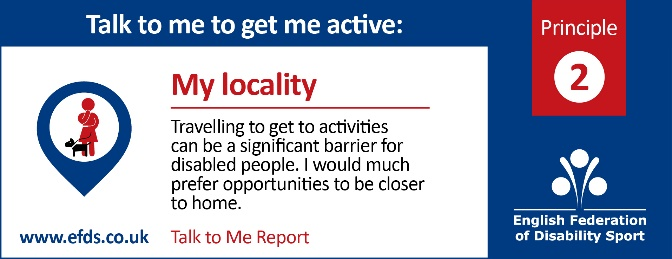 Talk to me to get me active:
Principle
2
My locality
Travelling to get to activities
can be a significant barrier for
disabled people. I would much
prefer opportunities to be closer
to home.
www.efds.co.uk
Talk to Me Report
English Federation
of Disability Sport